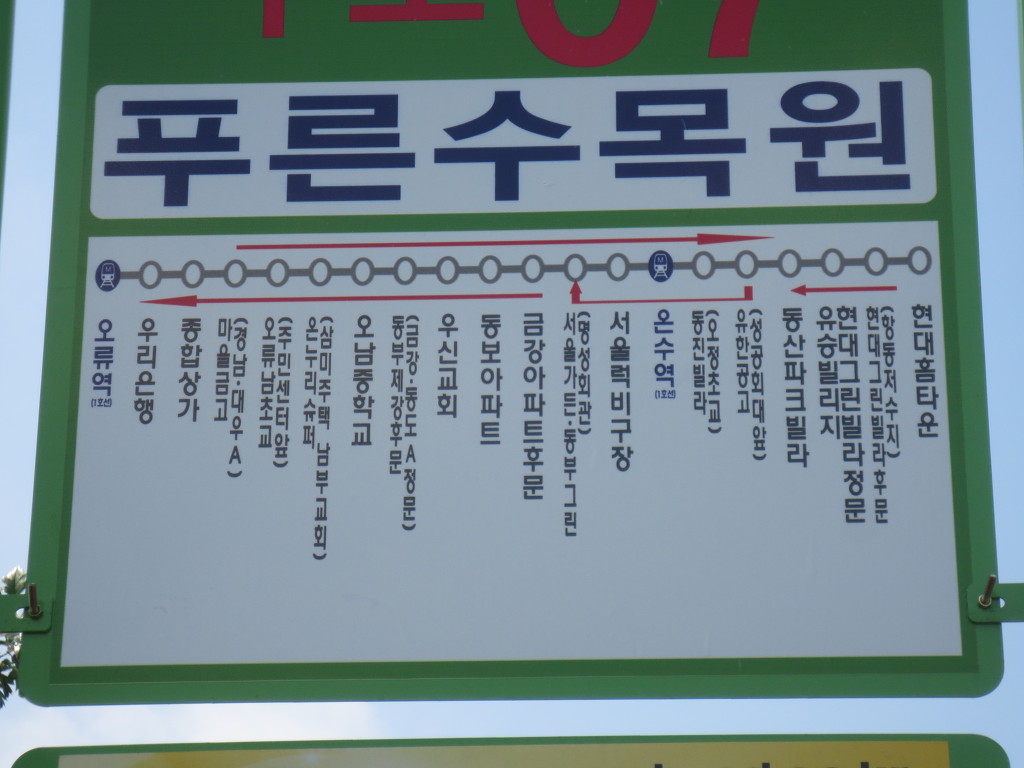 07
푸른수목원
오류역
(1호선)
우리은행
종합상가
마을금고
(경남·대우A)
오류남초교
(주민센터앞)
온누리슈퍼
(삼미주택 남부교회)
오남중학교
동부제강후문
(금강·동도A정문)
우신교회
동보아파트
금강아파트후문
서울가든·동부그린
(명성회관)
서울럭비구장
온수역
(1호선)
동진빌라
(오정초교)
유한공고
(성공회대앞)
동산파크빌라
유승빌리지
현대그린빌라정문
현대그린빌라후문
(항동저수지)
현대홈타운